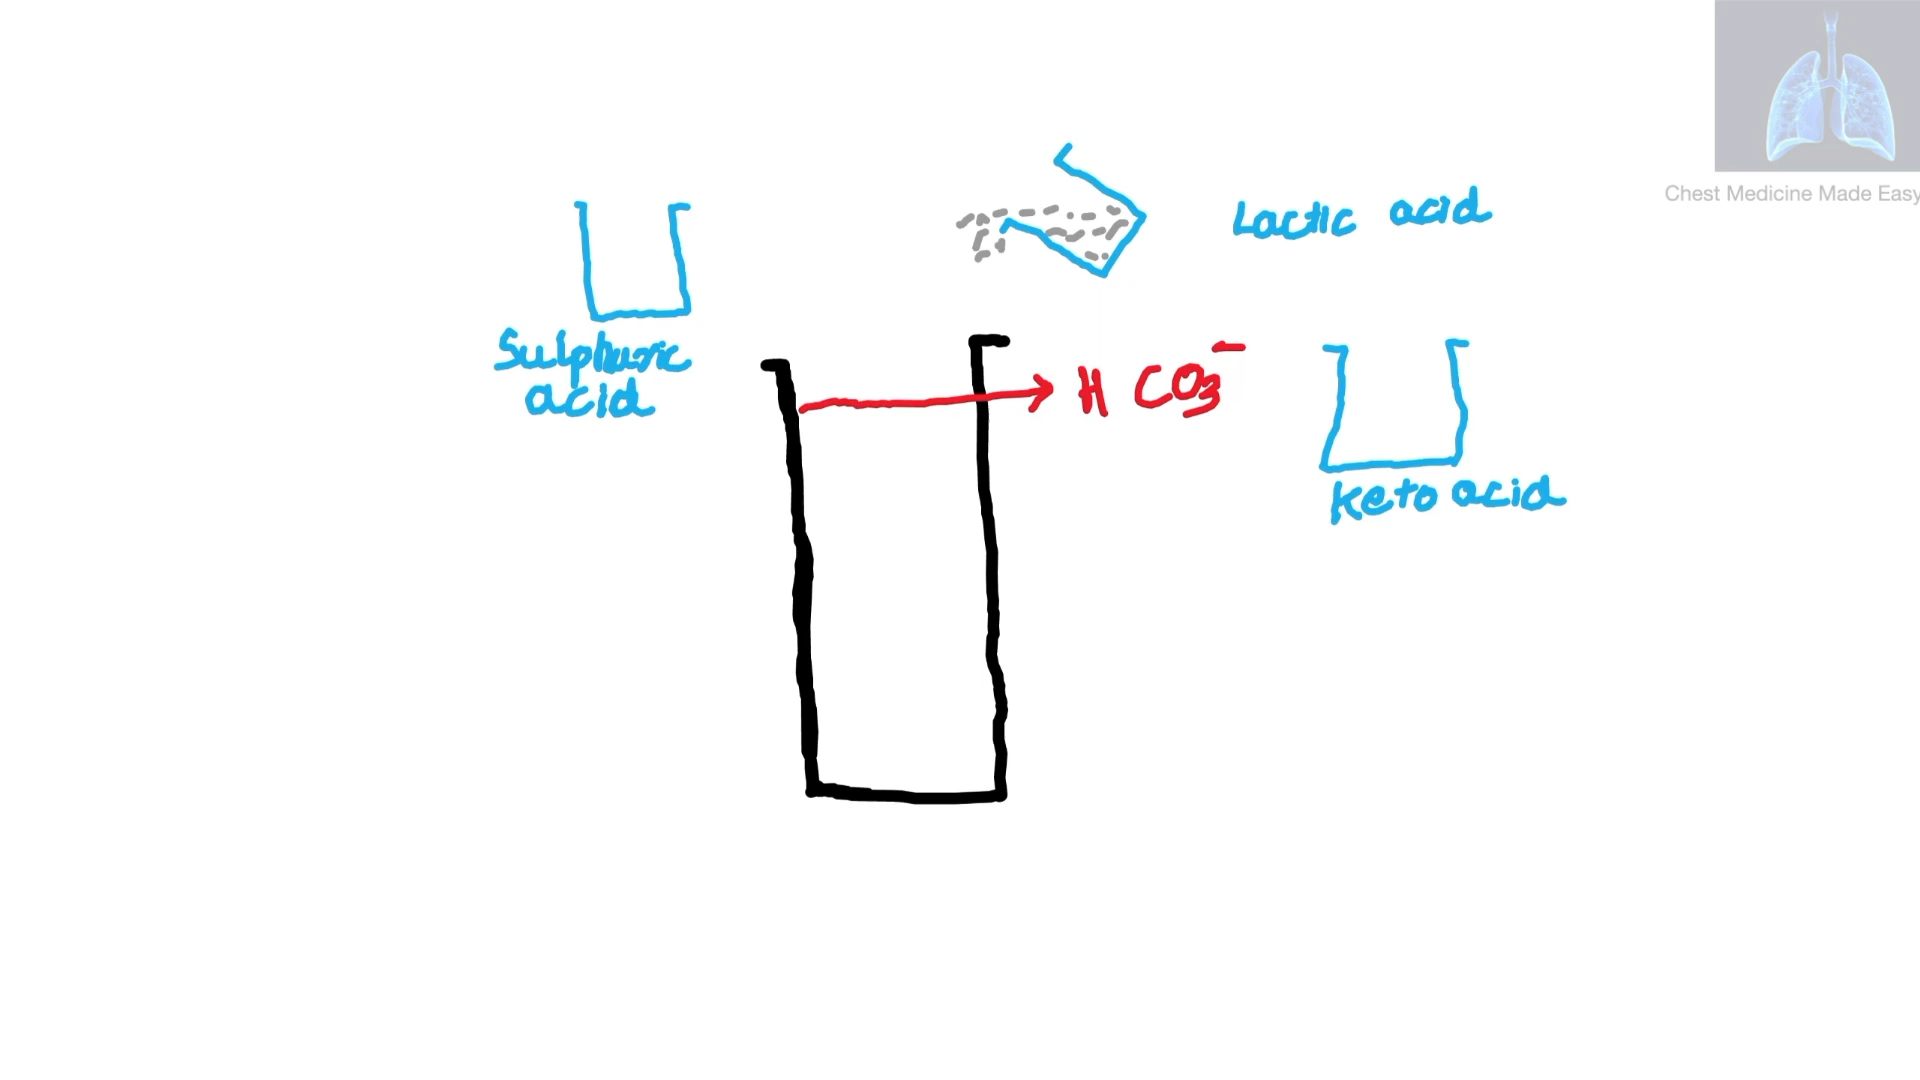 Chest Medicine Made Easy
Lactic acid
Sulphuric
acid
HCO3-
Keto acid